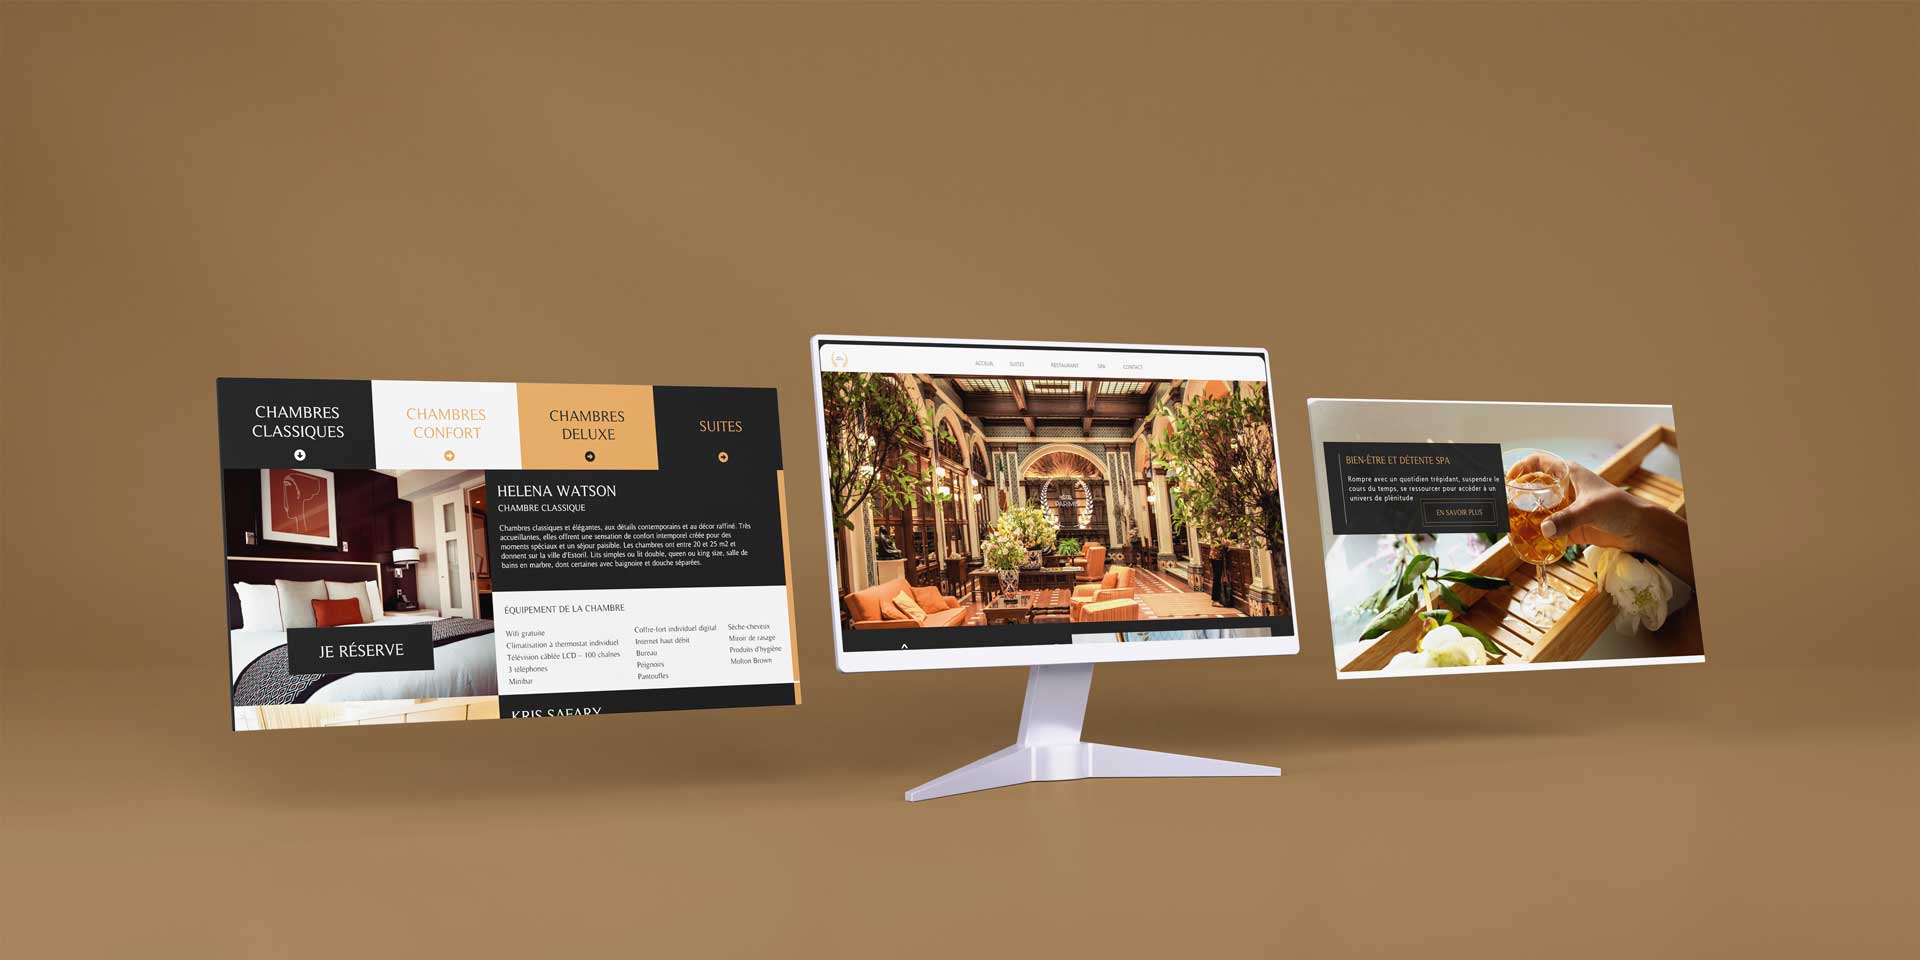 CHAMBRES
CLASSIQUES
CHAMBRES
CONFORT
CHAMBRES
DELUXE
SUITES
HELENA WATSON
CHAMBRE CLASSIQUE
Chambres classiques et élégantes, aux détails contemporains et au décor raffiné. Très
accueillantes, elles offrent une sensation de confort intemporel créée pour des
moments spéciaux et un séjour paisible. Les chambres ont entre 20 et 25 m2 et
donnent sur la ville d'Estoril. Lits simples ou lit double, queen ou king size, salle de
bains en marbre, dont certaines avec baignoire et douche séparées.
JE RÉSERVE
ÉQUIPEMENT DE LA CHAMBRE
Wifi gratuite
Climatisation à thermostat individuel
Télévision câblée LCD – 100 chaînes
3 téléphones
Minibar
Coffre-fort individuel digital
Internet haut débit
Bureau
Peignoirs
Pantoufles
Sèche-cheveux
Miroir de rasage
Produits d'hygiène
Molton Brown
KRIS SAFARY
ACCEUIL SUITES RESTAURANT SPA CONTACT
HÔTEL
PARIMIS
BIEN-ÊTRE ET DÉTENTE SPA
Rompre avec un quotidien trépidant, suspendre le
cours du temps, se ressourcer pour accéder à un
univers de plénitude
EN SAVOIR PLUS